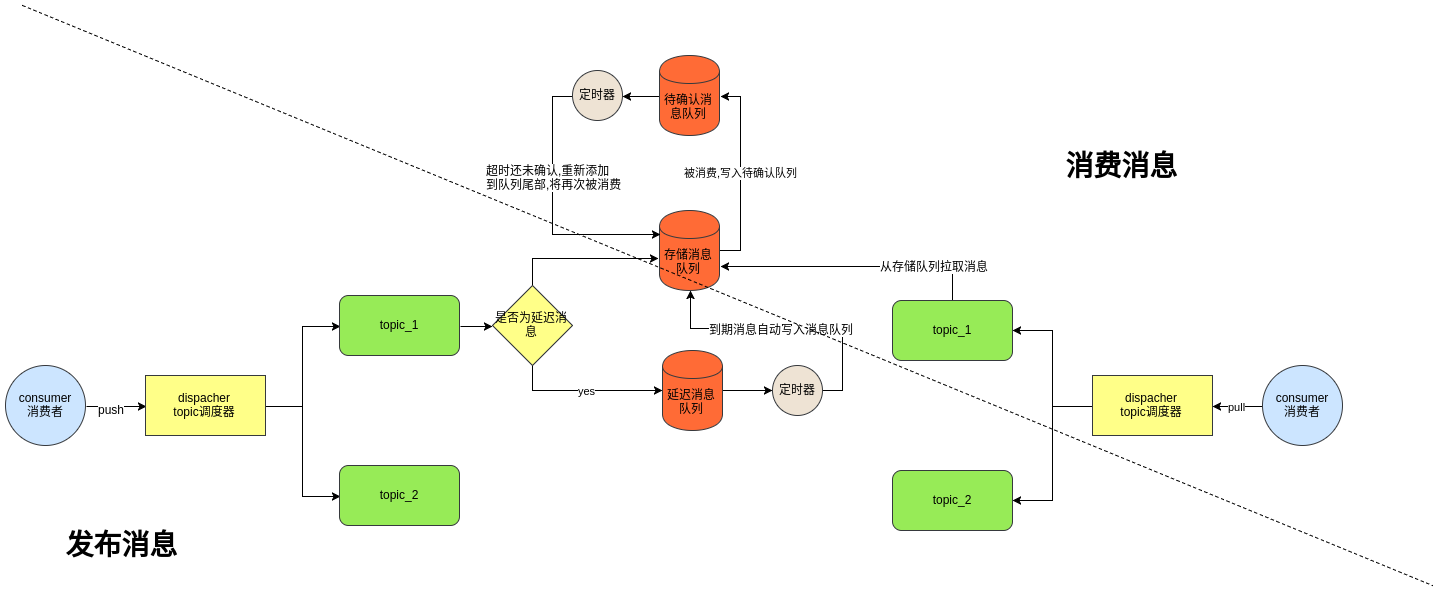 定时器
待确认消
息队列
超时还未确认,重新添加
到队列尾部,将再次被消费
被消费,写入待确认队列
消费消息
存储消息
队列
从存储队列拉取消息
topic_1
是否为延迟消
息
到期消息自动写入消息队列
topic_1
consumer
消费者
push
dispacher
topic调度器
yes
延迟消息
队列
定时器
dispacher
topic调度器
pull
consumer
消费者
topic_2
topic_2
发布消息